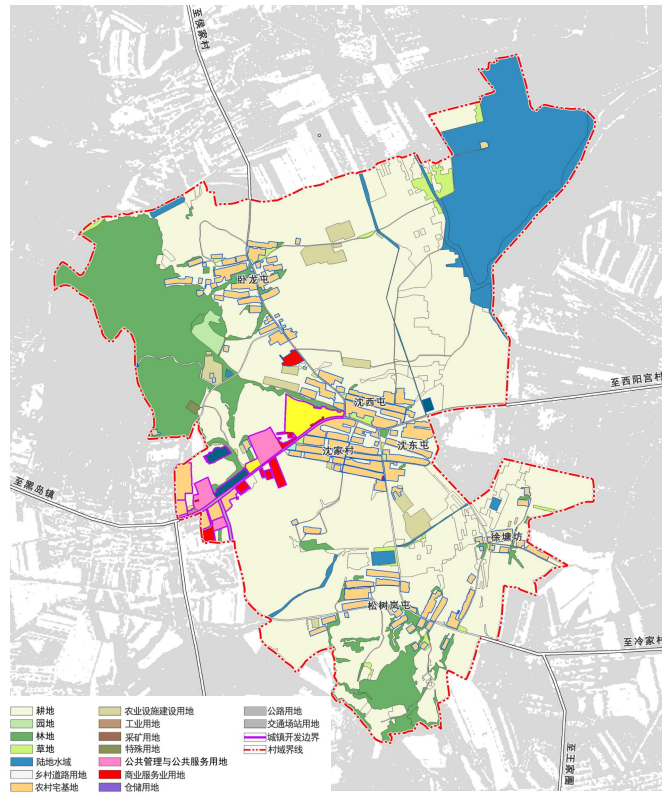 至侯家村
卧龙屯
至西阳宫村
沈西屯
沈家村
沈东屯
至黑岛镇
徐塘坊
松树岚屯
至冷家村
至王家圈
耕地
园地
林地
草地
陆地水域
乡村道路用地
农村宅基地
农业设施建设用地
工业用地
采矿用地
特殊用地
公共管理与公共服务用地
商业服务业用地
仓储用地
公路用地
交通场站用地
城镇开发边界
村域界线